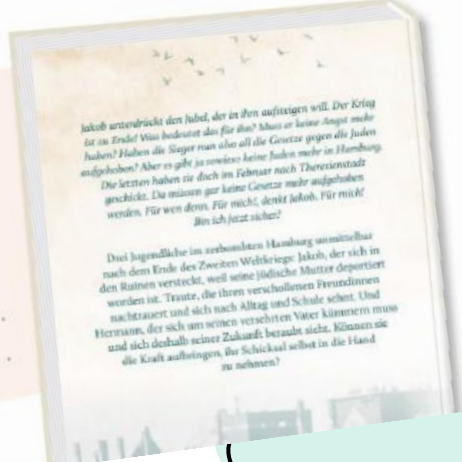 Jakob unterdrückt den Jubel, der in ihm aufsteigen will. Der Krieg
ist zu Ende! Was bedeutet das für ihn? Muss er keine Angst mehr
haben? Haben die Sieger nun also all die Gesetze gegen die Juden
aufgehoben? Aber es gibt ja sowieso keine Juden mehr in Hamburg.
Die letzten haben sie doch im Februar nach Theresienstadt
geschickt. Da müssen gar keine Gesetze mehr aufgehoben
werden. Für wen denn. Für mich!, denkt Jakob. Für mich!
Bin ich jetzt sicher?
Drei Jugendliche im zerbombten Hamburg unmittelbar
nach dem Ende des Zweiten Weltkriegs: Jakob, der sich in
den Ruinen versteckt, weil seine jüdische Mutter deportiert
worden ist. Traute, die ihren verschollenen Freundinnen
nachtrauert und sich nach Alltag und Schule sehnt. Und
Hermann, der sich um seinen versehrten Vater kümmern muss
und sich deshalb seiner Zukunft beraubt sieht. Können sie
die Kraft aufbringen, ihr Schicksal selbst in die Hand
zu nehmen?